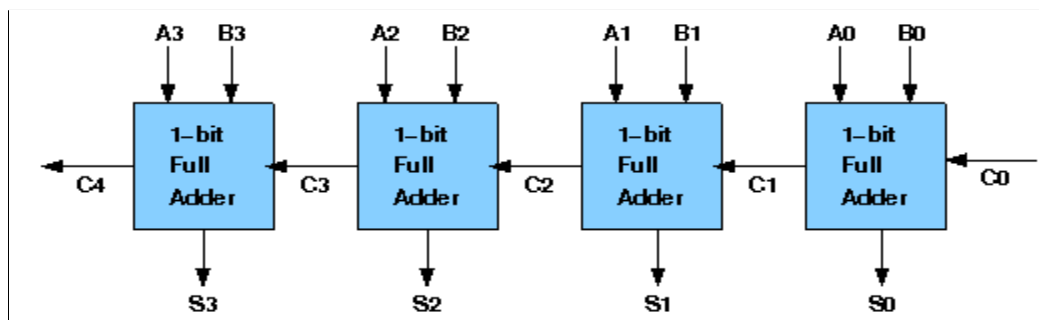 A3 B3 A2 B2 A1 B1 A0 B0
1-bit 1-bit 1-bit 1-bit
Full Full Full Full
C4 C3 C2 C1 C0
Adder Adder Adder Adder
S3 S2 S1 S0